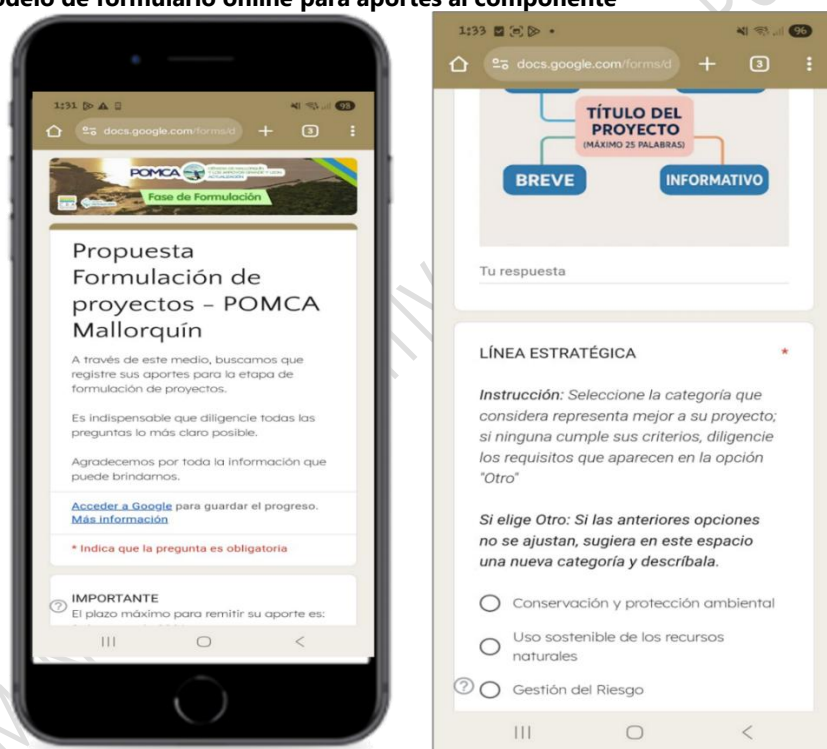 delo de formulario online para aportes al componente
1:31
98
docs.google.com/forms/d
3
POMCA
ACTUALIZACIÓN
Fase de Formulación
Propuesta
Formulación de
proyectos – POMCA
Mallorquín
A través de este medio, buscamos que
registre sus aportes para la etapa de
formulación de proyectos.
Es indispensable que diligencie todas las
preguntas lo más claro posible.
Agradecemos por toda la información que
puede brindarnos.
Acceder a Google para guardar el progreso.
Más información
* Indica que la pregunta es obligatoria
IMPORTANTE
El plazo máximo para remitir su aporte es:
1:33
96
docs.google.com/forms/d
3
TÍTULO DEL
PROYECTO
(MÁXIMO 25 PALABRAS)
BREVE
INFORMATIVO
Tu respuesta
LÍNEA ESTRATÉGICA *
Instrucción: Seleccione la categoría que
considera representa mejor a su proyecto;
si ninguna cumple sus criterios, diligencie
los requisitos que aparecen en la opción
"Otro"
Si elige Otro: Si las anteriores opciones
no se ajustan, sugiera en este espacio
una nueva categoría y descríbala.
Conservación y protección ambiental
Uso sostenible de los recursos
naturales
Gestión del Riesgo